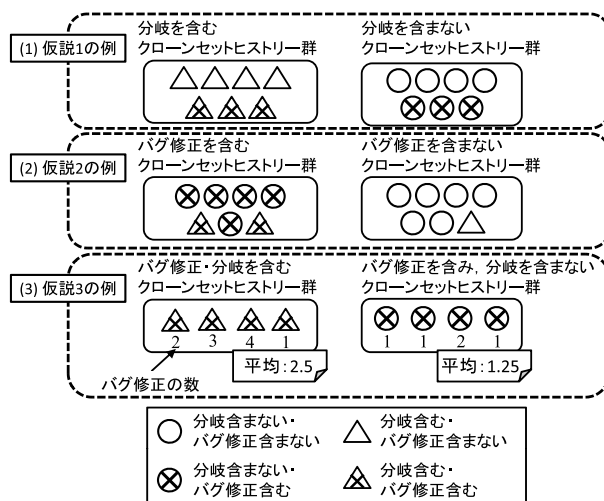 (1) 仮説1の例
分岐を含む
クローンセットヒストリー群
分岐を含まない
クローンセットヒストリー群
(2) 仮説2の例
バグ修正を含む
クローンセットヒストリー群
バグ修正を含まない
クローンセットヒストリー群
(3) 仮説3の例
バグ修正・分岐を含む
クローンセットヒストリー群
2 3 4 1
平均:2.5
バグ修正の数
バグ修正を含み, 分岐を含まない
クローンセットヒストリー群
1 1 2 1
平均:1.25
分岐含まない・
バグ修正含まない
分岐含む・
バグ修正含まない
分岐含まない・
バグ修正含む
分岐含む・
バグ修正含む